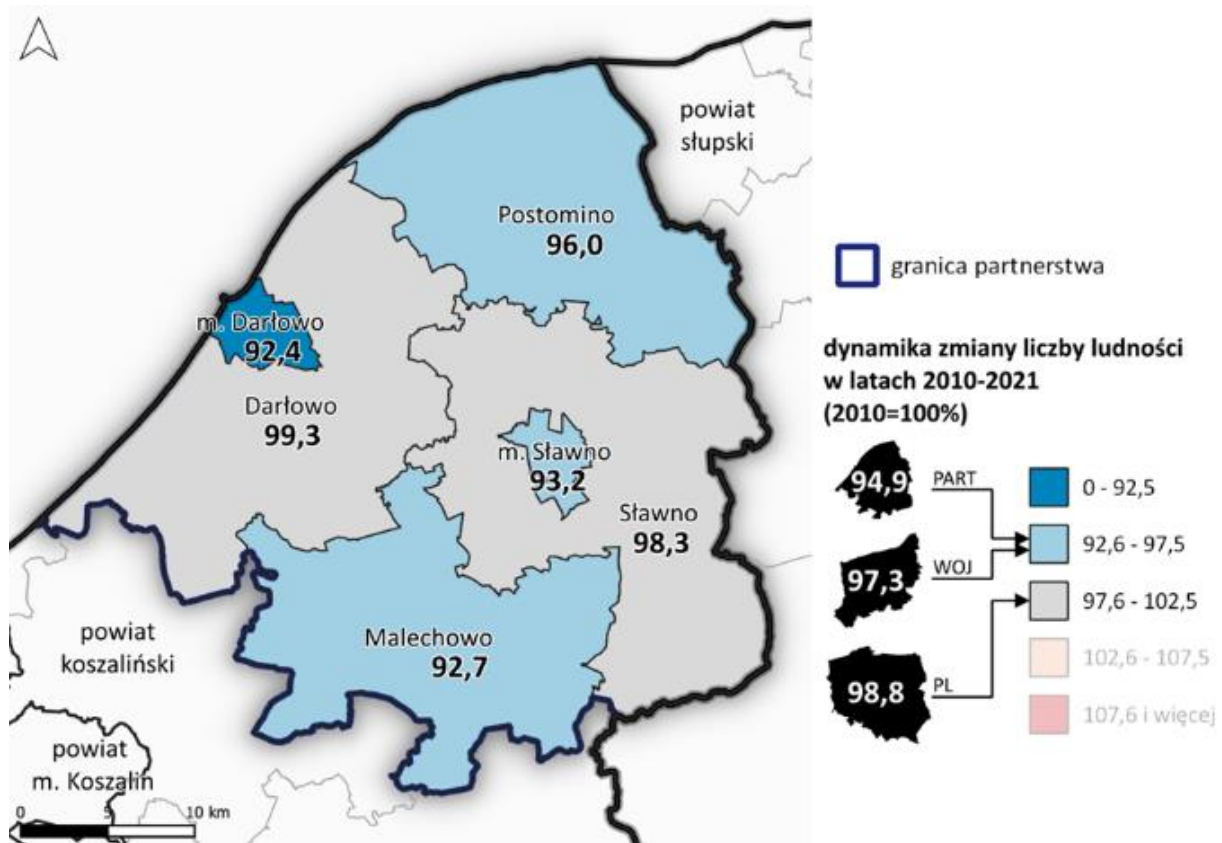 powiat
słupski
Postomino
96,0
m. Darłowo
92,4
Darłowo
99,3
m. Sławno
93,2
Sławno
98,3
Malechowo
92,7
powiat
koszaliński
powiat
m. Koszalin
0 5 10 km
granica partnerstwa
dynamika zmiany liczby ludności
w latach 2010-2021
(2010=100%)
94,9 PART
97,3 WOJ
98,8 PL
0 - 92,5
92,6 - 97,5
97,6 - 102,5
102,6 - 107,5
107,6 i więcej